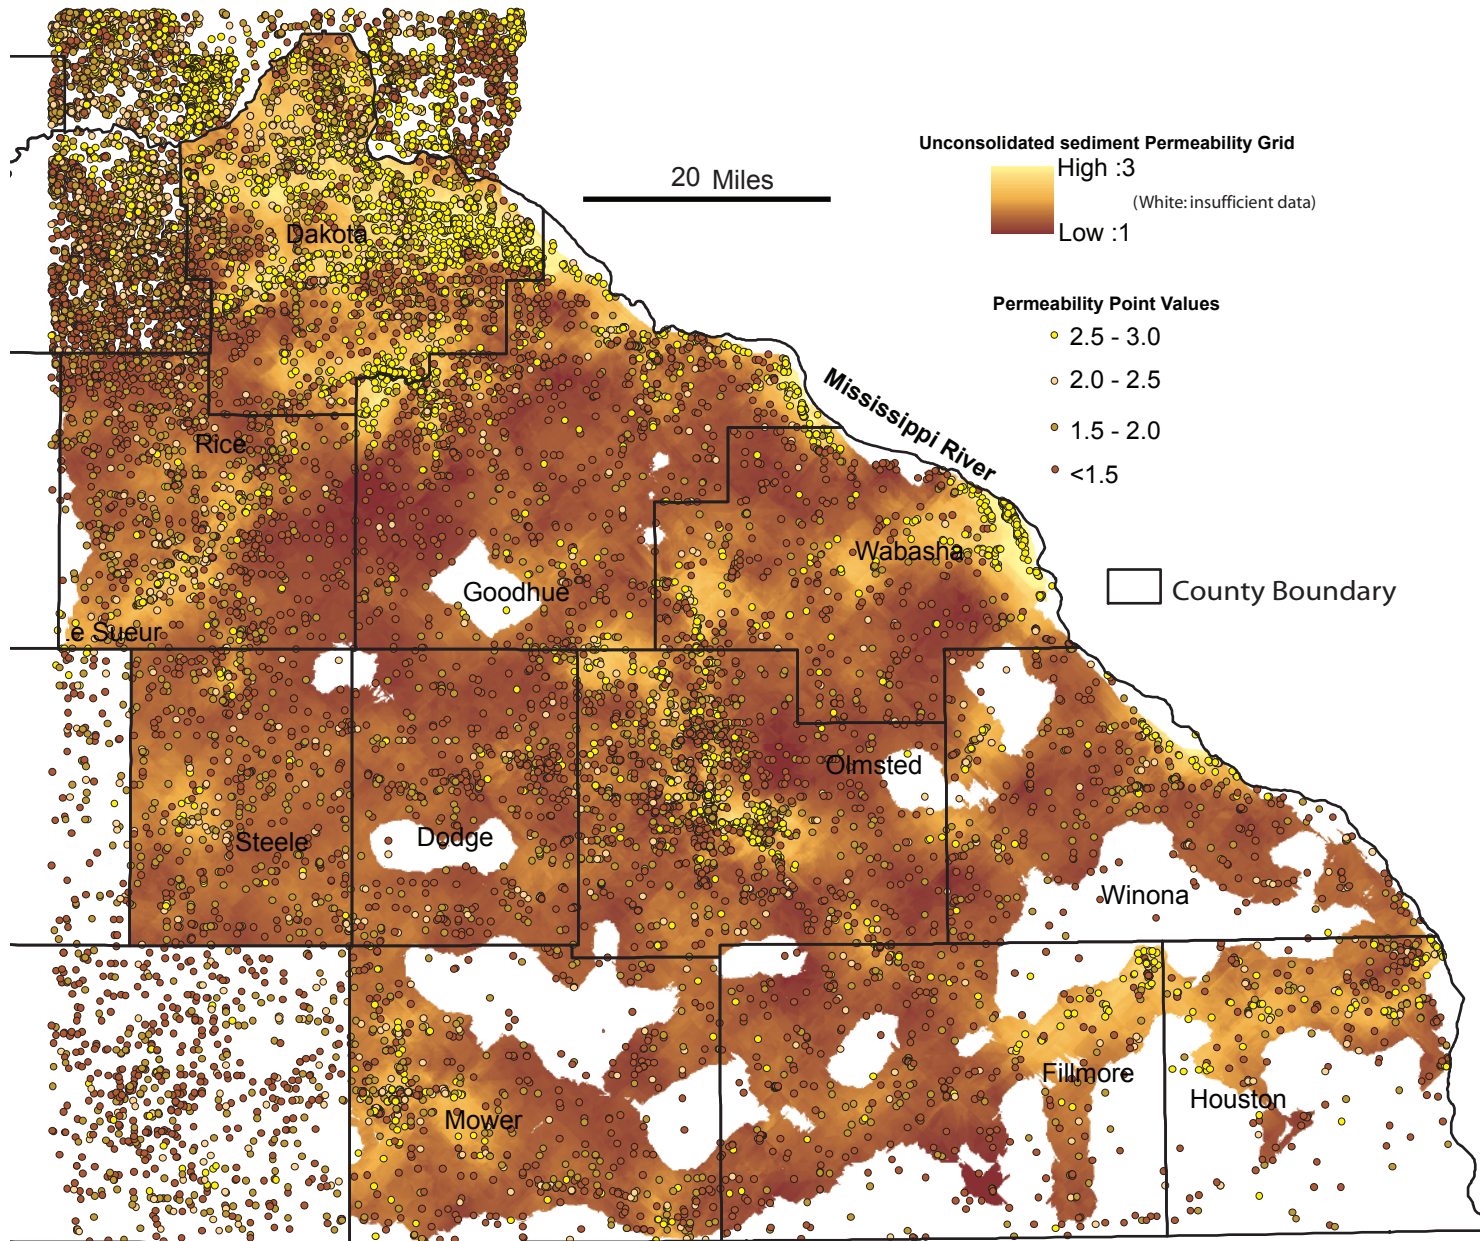 Unconsolidated sediment Permeability Grid
High :3
(White: insufficient data)
Low :1
20 Miles
Permeability Point Values
2.5 - 3.0
2.0 - 2.5
1.5 - 2.0
<1.5
Mississippi River
County Boundary
Dakota
Rice
Goodhue
Wabasha
.e Sueur
Olmsted
Steele
Dodge
Winona
Fillmore
Houston
Mower